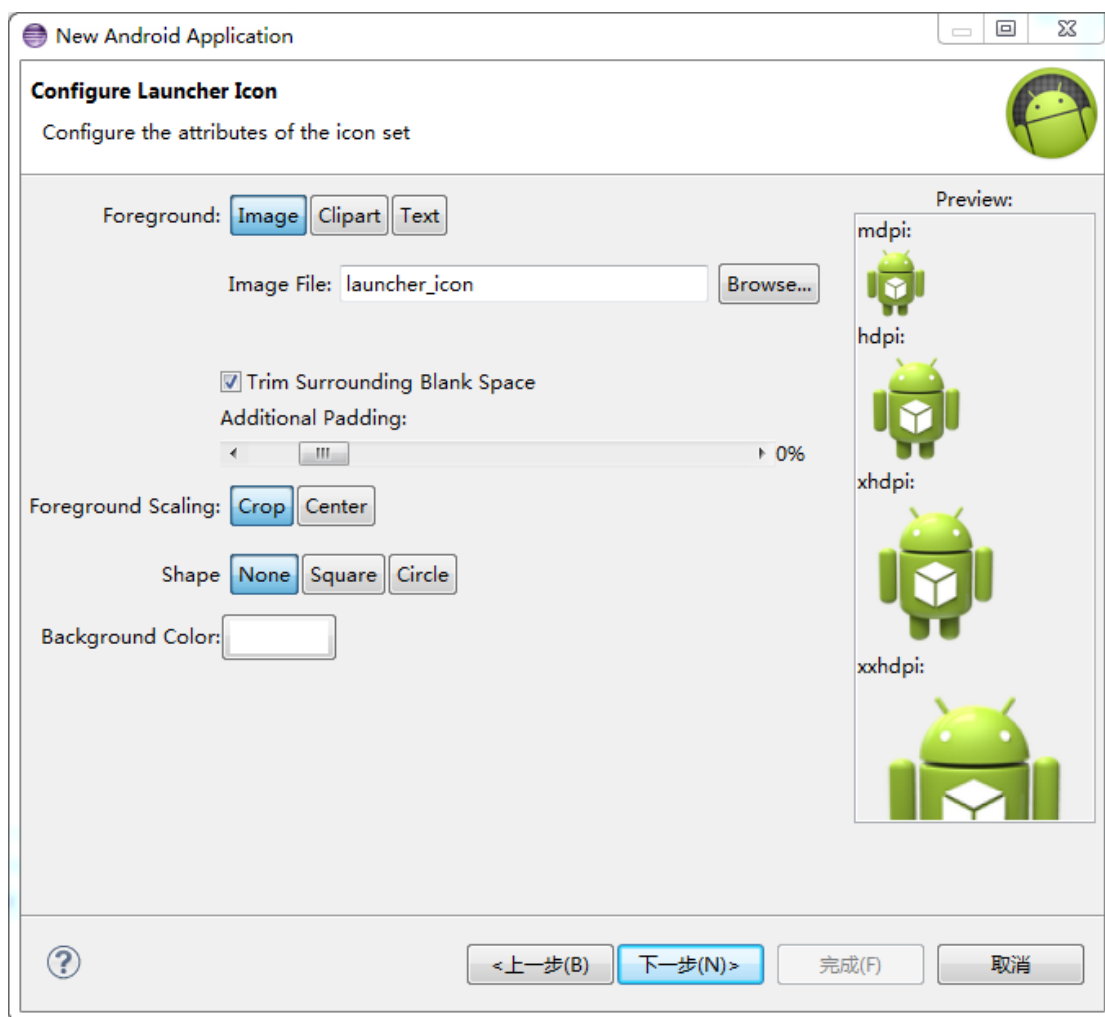 New Android Application
Configure Launcher Icon
Configure the attributes of the icon set
Foreground: Image Clipart Text
Image File: launcher_icon Browse...
Trim Surrounding Blank Space
Additional Padding:
0%
Foreground Scaling: Crop Center
Shape None Square Circle
Background Color:
Preview:
mdpi:
hdpi:
xhdpi:
xxhdpi:
<上一步(B) 下一步(N)> 完成(F) 取消